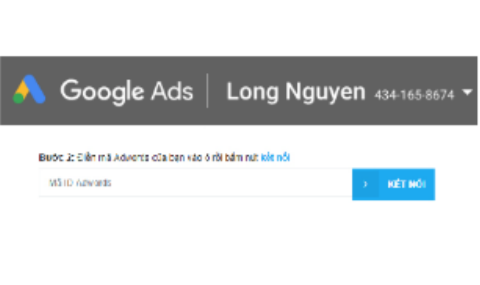 Google Ads Long Nguyen 434-165-8674
Bước 2: Điền mã Adwords của bạn vào ô rồi bấm nút kết nối
Mã ID Adwords
KẾT NỐI